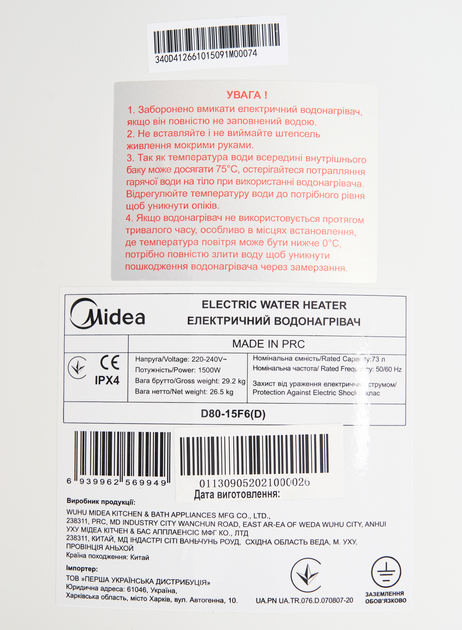 340D412661015091M00074
УВАГА !
1. Заборонено вмикати електричний водонагрівач,
якщо він повністю не заповнений водою.
2. Не вставляйте і не виймайте штепсель
живлення мокрими руками.
3. Так як температура води всередині внутрішнього
баку може досягати 75°С, остерігайтеся потрапляння
гарячої води на тіло при використанні водонагрівача.
Відрегулюйте температуру води до потрібного рівня
щоб уникнути опіків.
4. Якщо водонагрівач не використовується протягом
тривалого часу, особливо в місцях встановлення,
де температура повітря може бути нижче 0°С,
потрібно повністю злити воду щоб уникнути
пошкодження водонагрівача через замерзання.
Midea
ELECTRIC WATER HEATER
ЕЛЕКТРИЧНИЙ ВОДОНАГРІВАЧ
MADE IN PRC
CE
IPX4
Напруга/Voltage: 220-240V~
Потужність/Power: 1500W
Вага брутто/Gross weight: 29.2 kg
Вага нетто/Net weight: 26.5 kg
Номінальна ємність/Rated Capacity:73 л
Номінальна частота/ Rated Frequency: 50/60 Hz
Захист від ураження електричним струмом/
Protection Against Electric Shock: клас
D80-15F6(D)
6 939962 569949
0113090520210000026
Дата виготовлення:
Виробник продукції:
WUHU MIDEA KITCHEN & BATH APPLIANCES MFG CO., LTD.,
238311, PRC, MD INDUSTRY CITY WANCHUN ROAD, EAST AR-EA OF WEDA WUHU CITY, ANHUI
УХУ МІДЕА КІТЧЕН & БАС АППЛАЕНСІС МФГ КО., ЛТД
238311, КИТАЙ, МД ІНДАСТРІ СІТІ ВАНЬЧУНЬ РОУД, СХІДНА ОБЛАСТЬ ВЕДА, М. УХУ,
ПРОВІНЦІЯ АНЬХОЙ
Країна походження: Китай
Імпортер:
ТОВ «ПЕРША УКРАЇНСЬКА ДИСТРИБУЦІЯ»
Юридична адреса: 61046, Україна,
Харківська область, місто Харків, вул. Автогенна, 10.
UA.PN UA.TR.076.D.070807-20
ЗАЗЕМЛЕННЯ
ОБОВ'ЯЗКОВО